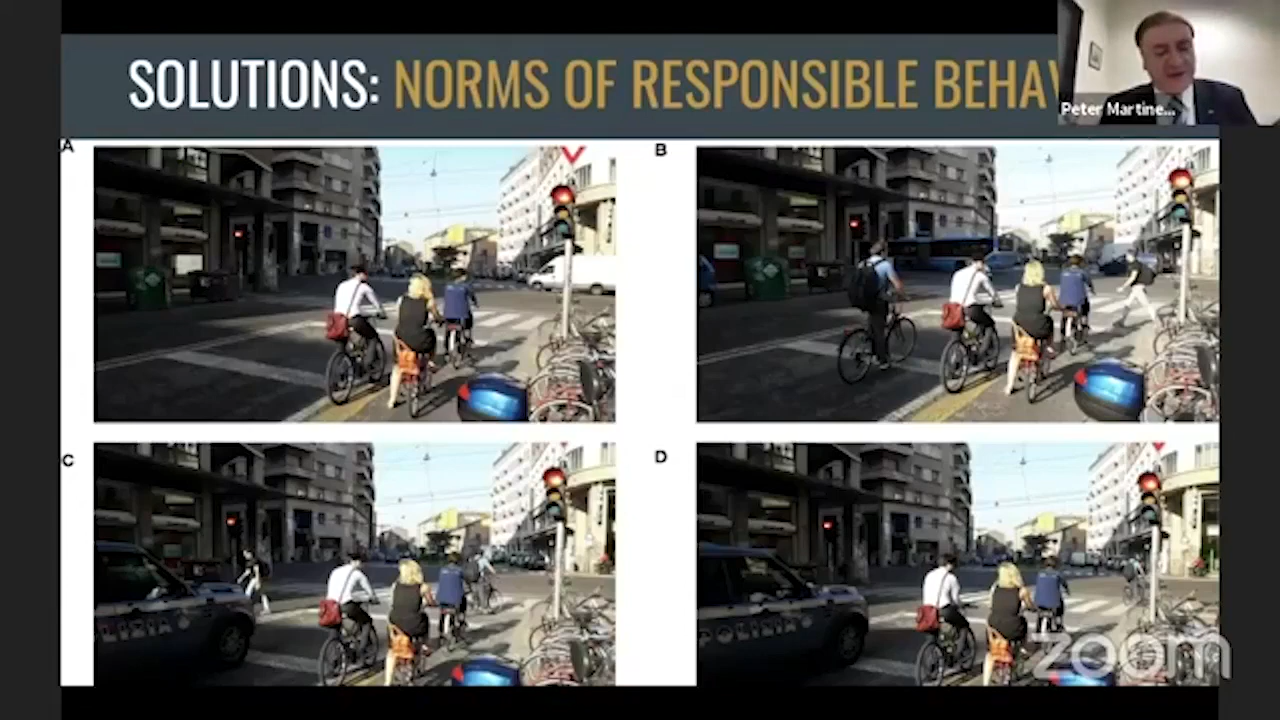 SOLUTIONS: NORMS OF RESPONSIBLE BEHAV
Peter Martine...
A
B
C
D
POLIZIA
zoom